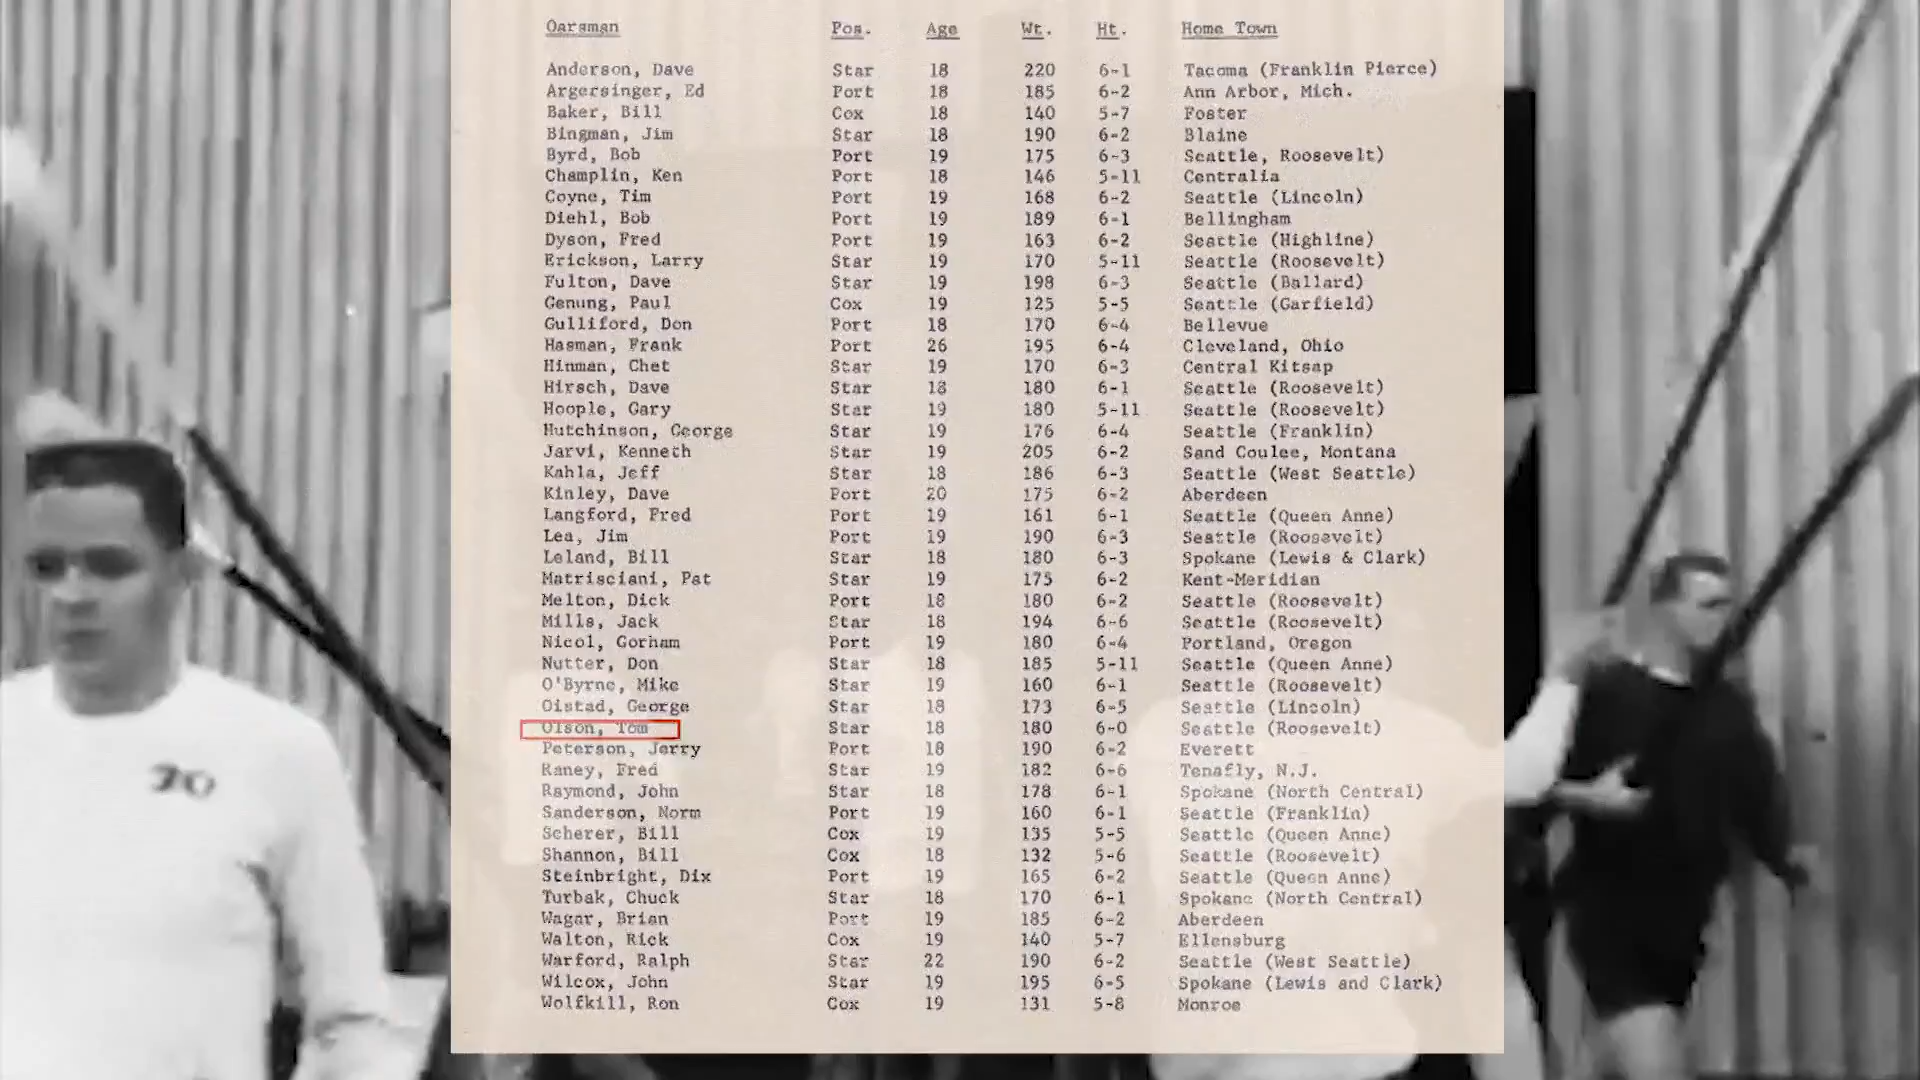 Oarsman Pos. Age Wt. Ht. Home Town
Anderson, Dave Star 18 220 6-1 Tacoma (Franklin Pierce)
Argersinger, Ed Port 18 185 6-2 Ann Arbor, Mich.
Baker, Bill Cox 18 140 5-7 Foster
Bingman, Jim Star 18 190 6-2 Blaine
Byrd, Bob Port 19 175 6-3 Seattle, Roosevelt)
Champlin, Ken Port 18 146 5-11 Centralia
Coyne, Tim Port 19 168 6-2 Seattle (Lincoln)
Diehl, Bob Port 19 189 6-1 Bellingham
Dyson, Fred Port 19 163 6-2 Seattle (Highline)
Erickson, Larry Star 19 170 5-11 Seattle (Roosevelt)
Fulton, Dave Star 19 198 6-3 Seattle (Ballard)
Genung, Paul Cox 19 125 5-5 Seattle (Garfield)
Gulliford, Don Port 18 170 6-4 Bellevue
Hasman, Frank Port 26 195 6-4 Cleveland, Ohio
Hinman, Chet Star 19 170 6-3 Central Kitsap
Hirsch, Dave Star 18 180 6-1 Seattle (Roosevelt)
Hoople, Gary Star 19 180 5-11 Seattle (Roosevelt)
Hutchinson, George Star 19 176 6-4 Seattle (Franklin)
Jarvi, Kenneth Star 19 205 6-2 Sand Coulee, Montana
Kahla, Jeff Star 18 186 6-3 Seattle (West Seattle)
Kinley, Dave Port 20 175 6-2 Aberdeen
Langford, Fred Port 19 161 6-1 Seattle (Queen Anne)
Lea, Jim Port 19 190 6-3 Seattle (Roosevelt)
Leland, Bill Star 18 180 6-3 Spokane (Lewis & Clark)
Matrisciani, Pat Star 19 175 6-2 Kent-Meridian
Melton, Dick Port 18 180 6-2 Seattle (Roosevelt)
Mills, Jack Star 18 194 6-6 Seattle (Roosevelt)
Nicol, Gorham Port 19 180 6-4 Portland, Oregon
Nutter, Don Star 18 185 5-11 Seattle (Queen Anne)
O'Byrne, Mike Star 19 160 6-1 Seattle (Roosevelt)
Oistad, George Star 18 173 6-5 Seattle (Lincoln)
Olson, Tom Star 18 180 6-0 Seattle (Roosevelt)
Peterson, Jerry Port 18 190 6-2 Everett
Raney, Fred Star 19 182 6-6 Tenafly, N.J.
Raymond, John Star 18 178 6-1 Spokane (North Central)
Sanderson, Norm Port 19 160 6-1 Seattle (Franklin)
Scherer, Bill Cox 19 135 5-5 Seattle (Queen Anne)
Shannon, Bill Cox 18 132 5-6 Seattle (Roosevelt)
Steinbright, Dix Port 19 165 6-2 Seattle (Queen Anne)
Turbak, Chuck Star 18 170 6-1 Spokane (North Central)
Wagar, Brian Port 19 185 6-2 Aberdeen
Walton, Rick Cox 19 140 5-7 Ellensburg
Warford, Ralph Star 22 190 6-2 Seattle (West Seattle)
Wilcox, John Star 19 195 6-5 Spokane (Lewis and Clark)
Wolfkill, Ron Cox 19 131 5-8 Monroe